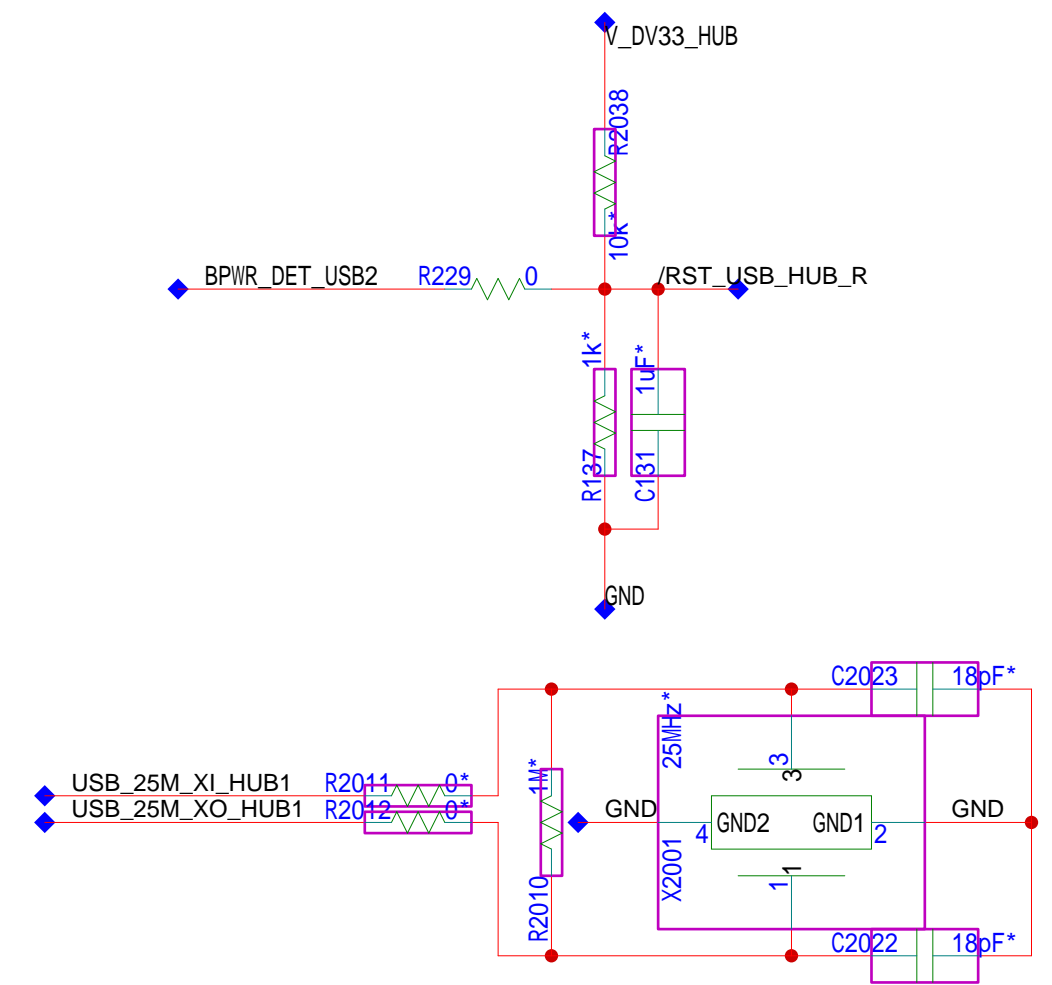 V_DV33_HUB
R2038
10k*
BPWR_DET_USB2
R229
0
/RST_USB_HUB_R
1k*
1uF*
R137
C131
GND
C2023
18pF*
25MHz*
3
3
USB_25M_XI_HUB1
R2011
0*
1M*
USB_25M_XO_HUB1
R2012
0*
GND
4
GND2
GND1
2
GND
X2001
1
1
R2010
C2022
18pF*